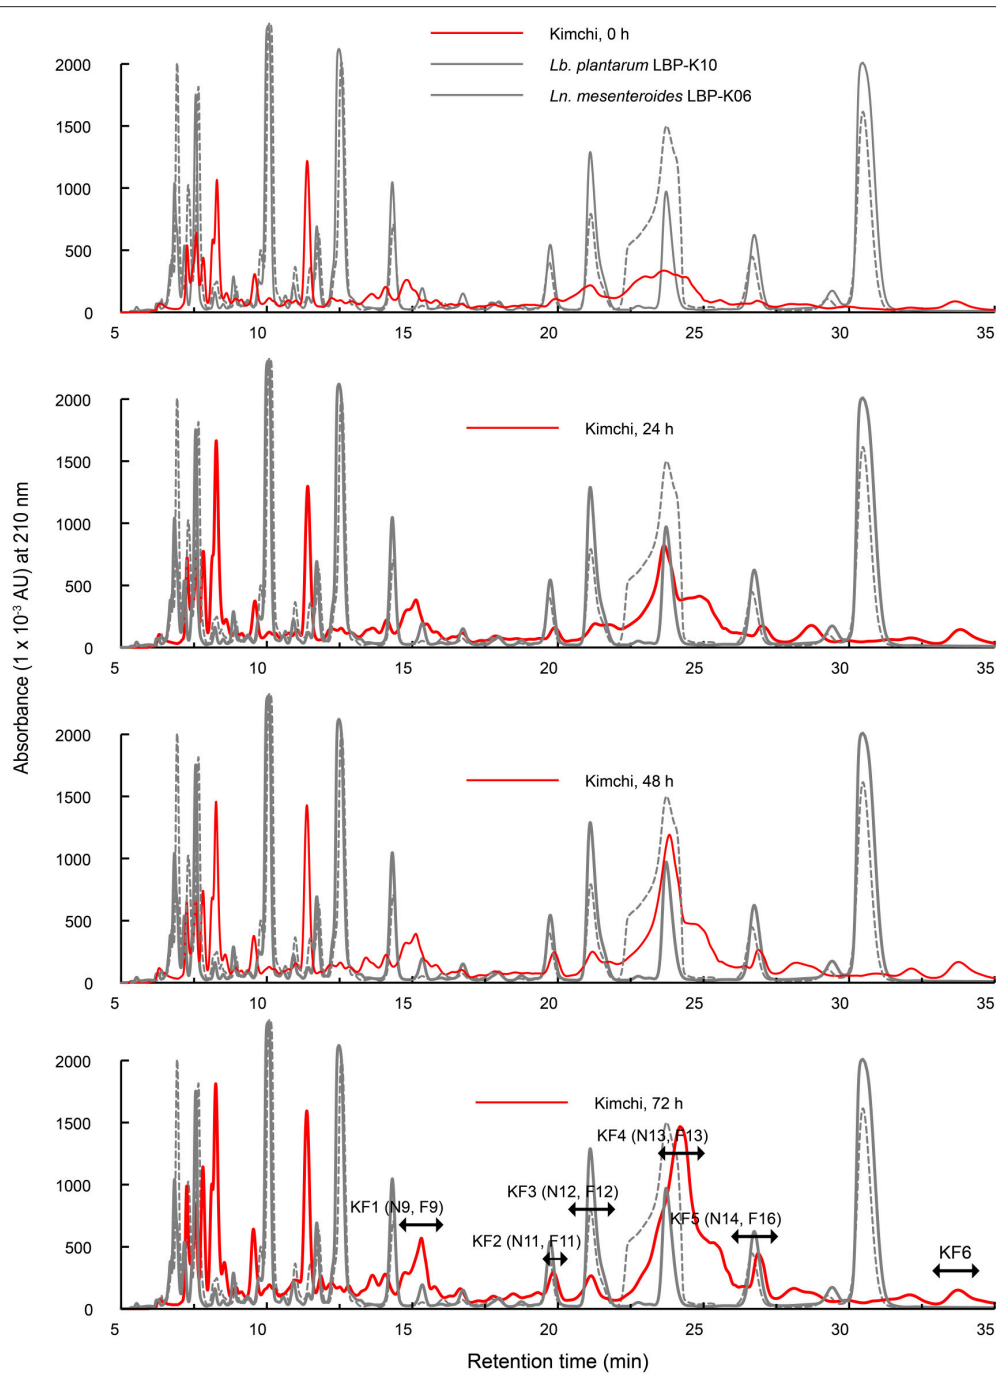 Kimchi, 0 h
Lb. plantarum LBP-K10
Ln. mesenteroides LBP-K06
2000
1500
1000
500
0
5 10 15 20 25 30 35
Kimchi, 24 h
2000
1500
1000
500
0
5 10 15 20 25 30 35
Absorbance (1 x 10⁻³ AU) at 210 nm
Kimchi, 48 h
2000
1500
1000
500
0
5 10 15 20 25 30 35
Kimchi, 72 h
2000
1500
1000
500
0
KF4 (N13, F13)
KF3 (N12, F12)
KF1 (N9, F9)
KF5 (N14, F16)
KF2 (N11, F11)
KF6
5 10 15 20 25 30 35
Retention time (min)